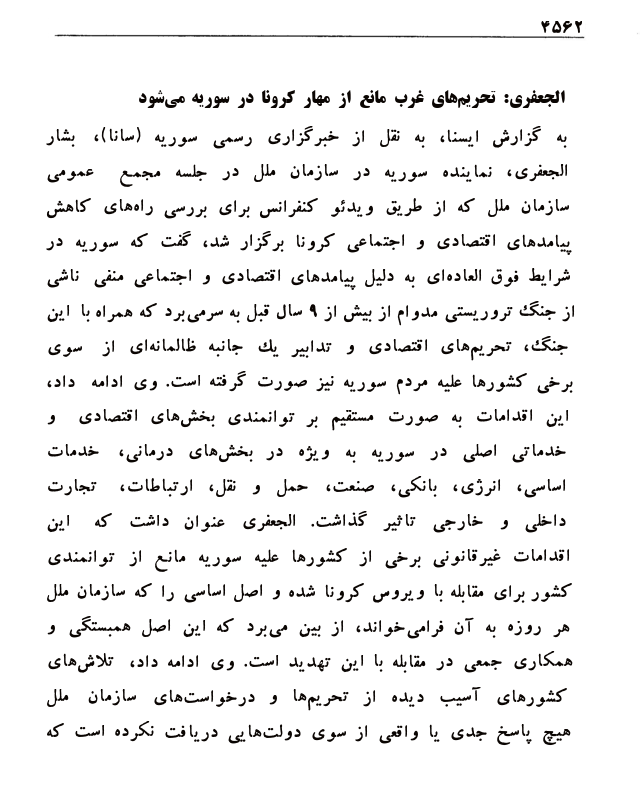 ۴۵۶۲
الجعفری: تحریم‌های غرب مانع از مهار کرونا در سوریه می‌شود
به گزارش ایسنا، به نقل از خبرگزاری رسمی سوریه (سانا)، بشار
الجعفری، نماینده سوریه در سازمان ملل در جلسه مجمع عمومی
سازمان ملل که از طریق ویدئو کنفرانس برای بررسی راه‌های کاهش
پیامدهای اقتصادی و اجتماعی کرونا برگزار شد، گفت که سوریه در
شرایط فوق العاده‌ای به دلیل پیامدهای اقتصادی و اجتماعی منفی ناشی
از جنگ تروریستی مدوام از بیش از ۹ سال قبل به سرمی‌برد که همراه با این
جنگ، تحریم‌های اقتصادی و تدابیر یك جانبه ظالمانه‌ای از سوی
برخی کشورها علیه مردم سوریه نیز صورت گرفته است. وی ادامه داد،
این اقدامات به صورت مستقیم بر توانمندی بخش‌های اقتصادی و
خدماتی اصلی در سوریه به ویژه در بخش‌های درمانی، خدمات
اساسی، انرژی، بانکی، صنعت، حمل و نقل، ارتباطات، تجارت
داخلی و خارجی تاثیر گذاشت. الجعفری عنوان داشت که این
اقدامات غیرقانونی برخی از کشورها علیه سوریه مانع از توانمندی
کشور برای مقابله با ویروس کرونا شده و اصل اساسی را که سازمان ملل
هر روزه به آن فرامی‌خواند، از بین می‌برد که این اصل همبستگی و
همکاری جمعی در مقابله با این تهدید است. وی ادامه داد، تلاش‌های
کشورهای آسیب دیده از تحریم‌ها و درخواست‌های سازمان ملل
هیچ پاسخ جدی یا واقعی از سوی دولت‌هایی دریافت نکرده است که